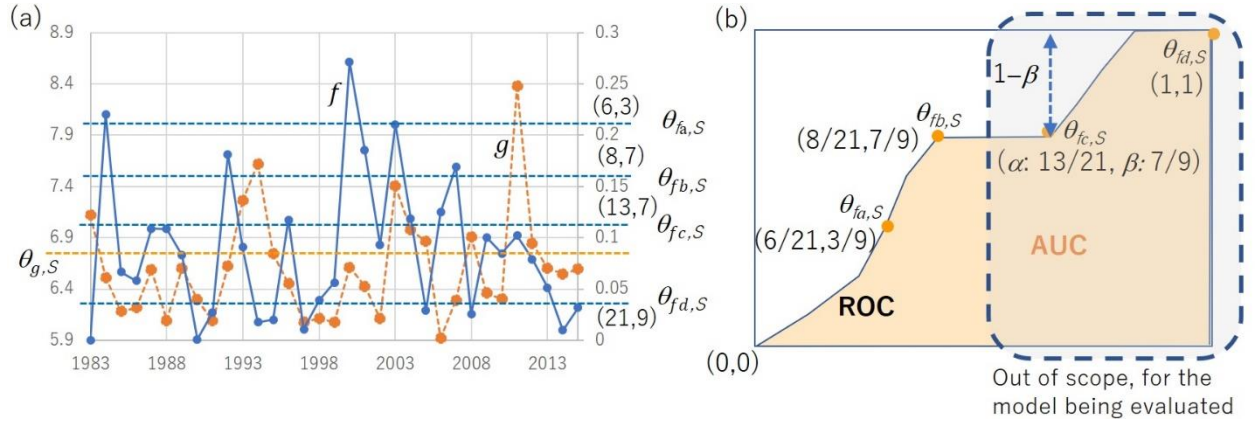 (a)
8.9
8.4
7.9
7.4
6.9
6.4
5.9
θg,S
1983
1988
1993
1998
2003
2008
2013
f
g
0.3
0.25
0.2
0.15
0.1
0.05
0
(6,3)
θfa,S
(8,7)
θfb,S
(13,7)
θfc,S
θfd,S
(21,9)
(b)
1−β
θfd,S
(1,1)
θfb,S
(8/21,7/9)
θfc,S
(α: 13/21, β: 7/9)
θfa,S
(6/21,3/9)
AUC
ROC
(0,0)
Out of scope, for the
model being evaluated